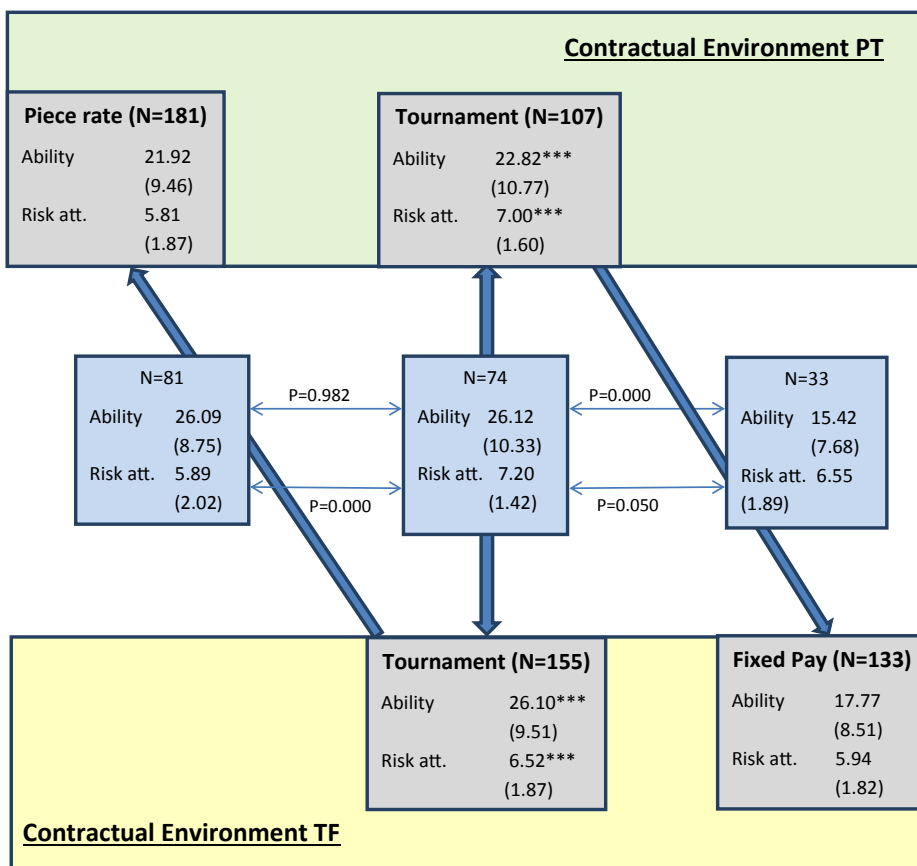 Contractual Environment PT
Piece rate (N=181)
Ability 21.92
(9.46)
Risk att. 5.81
(1.87)
Tournament (N=107)
Ability 22.82***
(10.77)
Risk att. 7.00***
(1.60)
N=81
Ability 26.09
(8.75)
Risk att. 5.89
(2.02)
P=0.982
P=0.000
N=74
Ability 26.12
(10.33)
Risk att. 7.20
(1.42)
P=0.000
P=0.050
N=33
Ability 15.42
(7.68)
Risk att. 6.55
(1.89)
Tournament (N=155)
Ability 26.10***
(9.51)
Risk att. 6.52***
(1.87)
Fixed Pay (N=133)
Ability 17.77
(8.51)
Risk att. 5.94
(1.82)
Contractual Environment TF